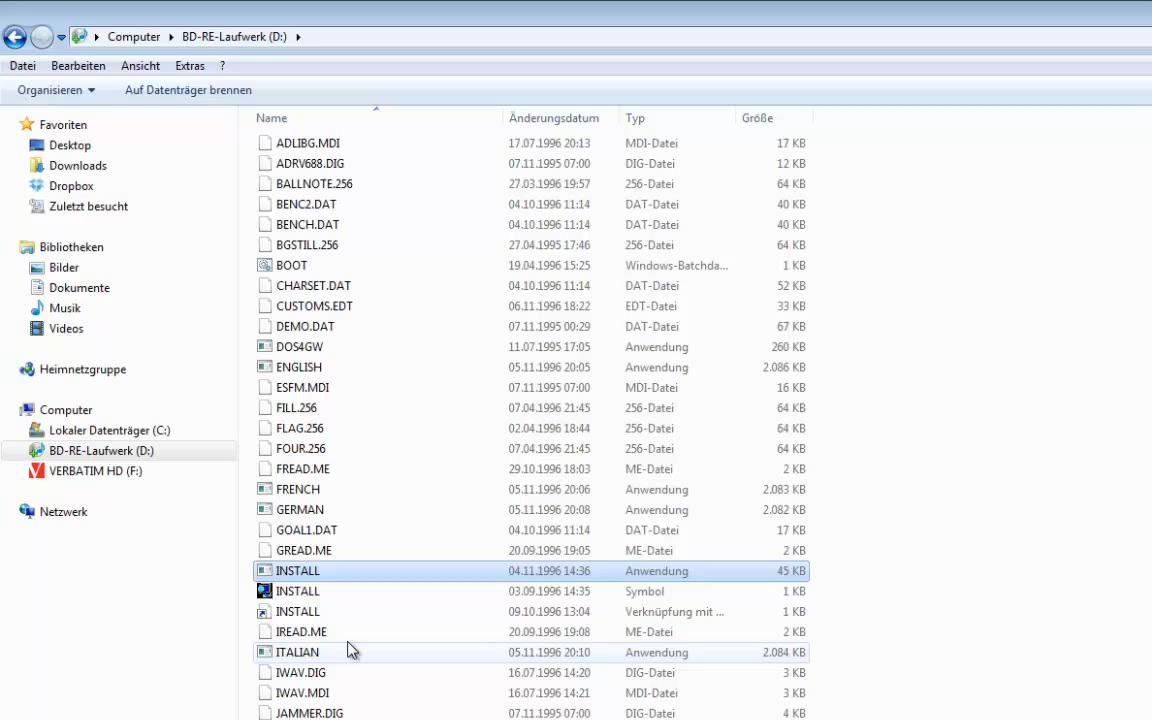 Computer BD-RE-Laufwerk (D:)
Datei Bearbeiten Ansicht Extras ?
Organisieren Auf Datenträger brennen
Favoriten
Desktop
Downloads
Dropbox
Zuletzt besucht
Bibliotheken
Bilder
Dokumente
Musik
Videos
Heimnetzgruppe
Computer
Lokaler Datenträger (C:)
BD-RE-Laufwerk (D:)
VERBATIM HD (F:)
Netzwerk
Name Änderungsdatum Typ Größe
ADLIBG.MDI 17.07.1996 20:13 MDI-Datei 17 KB
ADRV688.DIG 07.11.1995 07:00 DIG-Datei 12 KB
BALLNOTE.256 27.03.1996 19:57 256-Datei 64 KB
BENC2.DAT 04.10.1996 11:14 DAT-Datei 40 KB
BENCH.DAT 04.10.1996 11:14 DAT-Datei 40 KB
BGSTILL.256 27.04.1995 17:46 256-Datei 64 KB
BOOT 19.04.1996 15:25 Windows-Batchda... 1 KB
CHARSET.DAT 04.10.1996 11:14 DAT-Datei 52 KB
CUSTOMS.EDT 06.11.1996 18:22 EDT-Datei 33 KB
DEMO.DAT 07.11.1995 00:29 DAT-Datei 67 KB
DOS4GW 11.07.1995 17:05 Anwendung 260 KB
ENGLISH 05.11.1996 20:05 Anwendung 2.086 KB
ESFM.MDI 07.11.1995 07:00 MDI-Datei 16 KB
FILL.256 07.04.1996 21:45 256-Datei 64 KB
FLAG.256 02.04.1996 18:44 256-Datei 64 KB
FOUR.256 07.04.1996 21:45 256-Datei 64 KB
FREAD.ME 29.10.1996 18:03 ME-Datei 2 KB
FRENCH 05.11.1996 20:06 Anwendung 2.083 KB
GERMAN 05.11.1996 20:08 Anwendung 2.082 KB
GOAL1.DAT 04.10.1996 11:14 DAT-Datei 17 KB
GREAD.ME 20.09.1996 19:05 ME-Datei 2 KB
INSTALL 04.11.1996 14:36 Anwendung 45 KB
INSTALL 03.09.1996 14:35 Symbol 1 KB
INSTALL 09.10.1996 13:04 Verknüpfung mit ... 1 KB
IREAD.ME 20.09.1996 19:08 ME-Datei 2 KB
ITALIAN 05.11.1996 20:10 Anwendung 2.084 KB
IWAV.DIG 16.07.1996 14:20 DIG-Datei 3 KB
IWAV.MDI 16.07.1996 14:21 MDI-Datei 3 KB
JAMMER.DIG 07.11.1995 07:00 DIG-Datei 4 KB